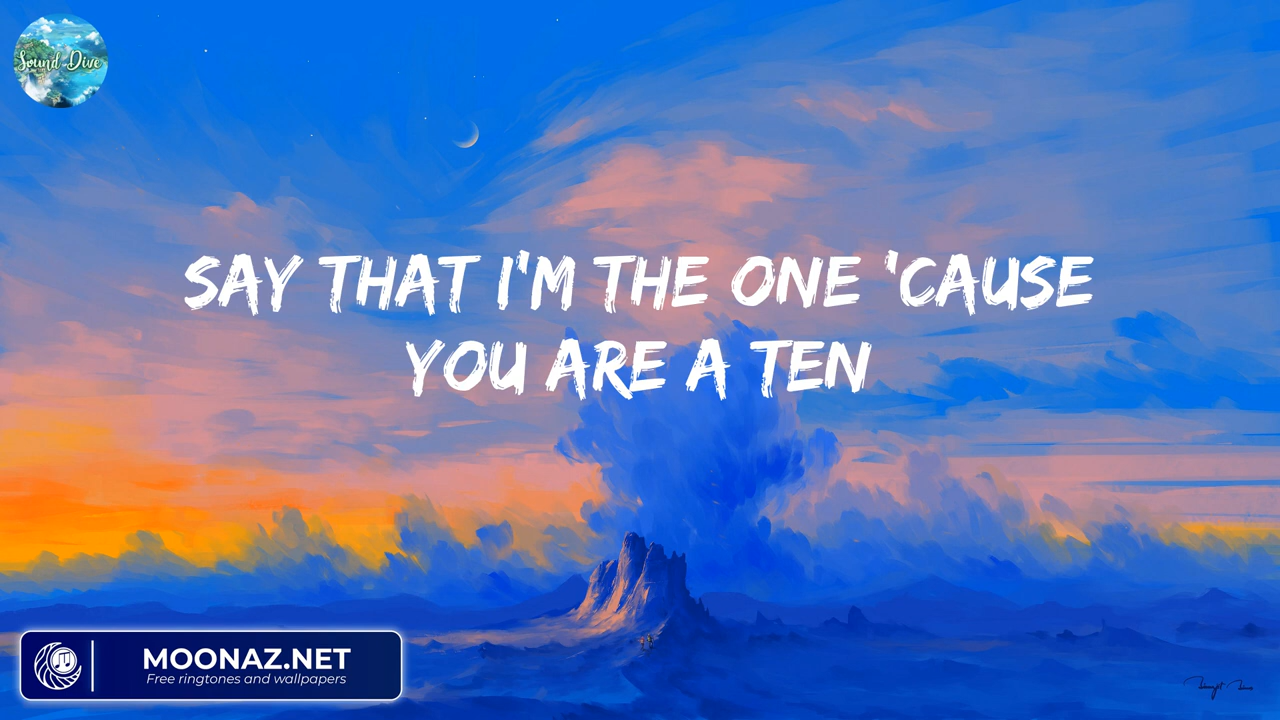 Sound Dive
SAY THAT I'M THE ONE 'CAUSE
YOU ARE A TEN
MOONAZ.NET
Free ringtones and wallpapers